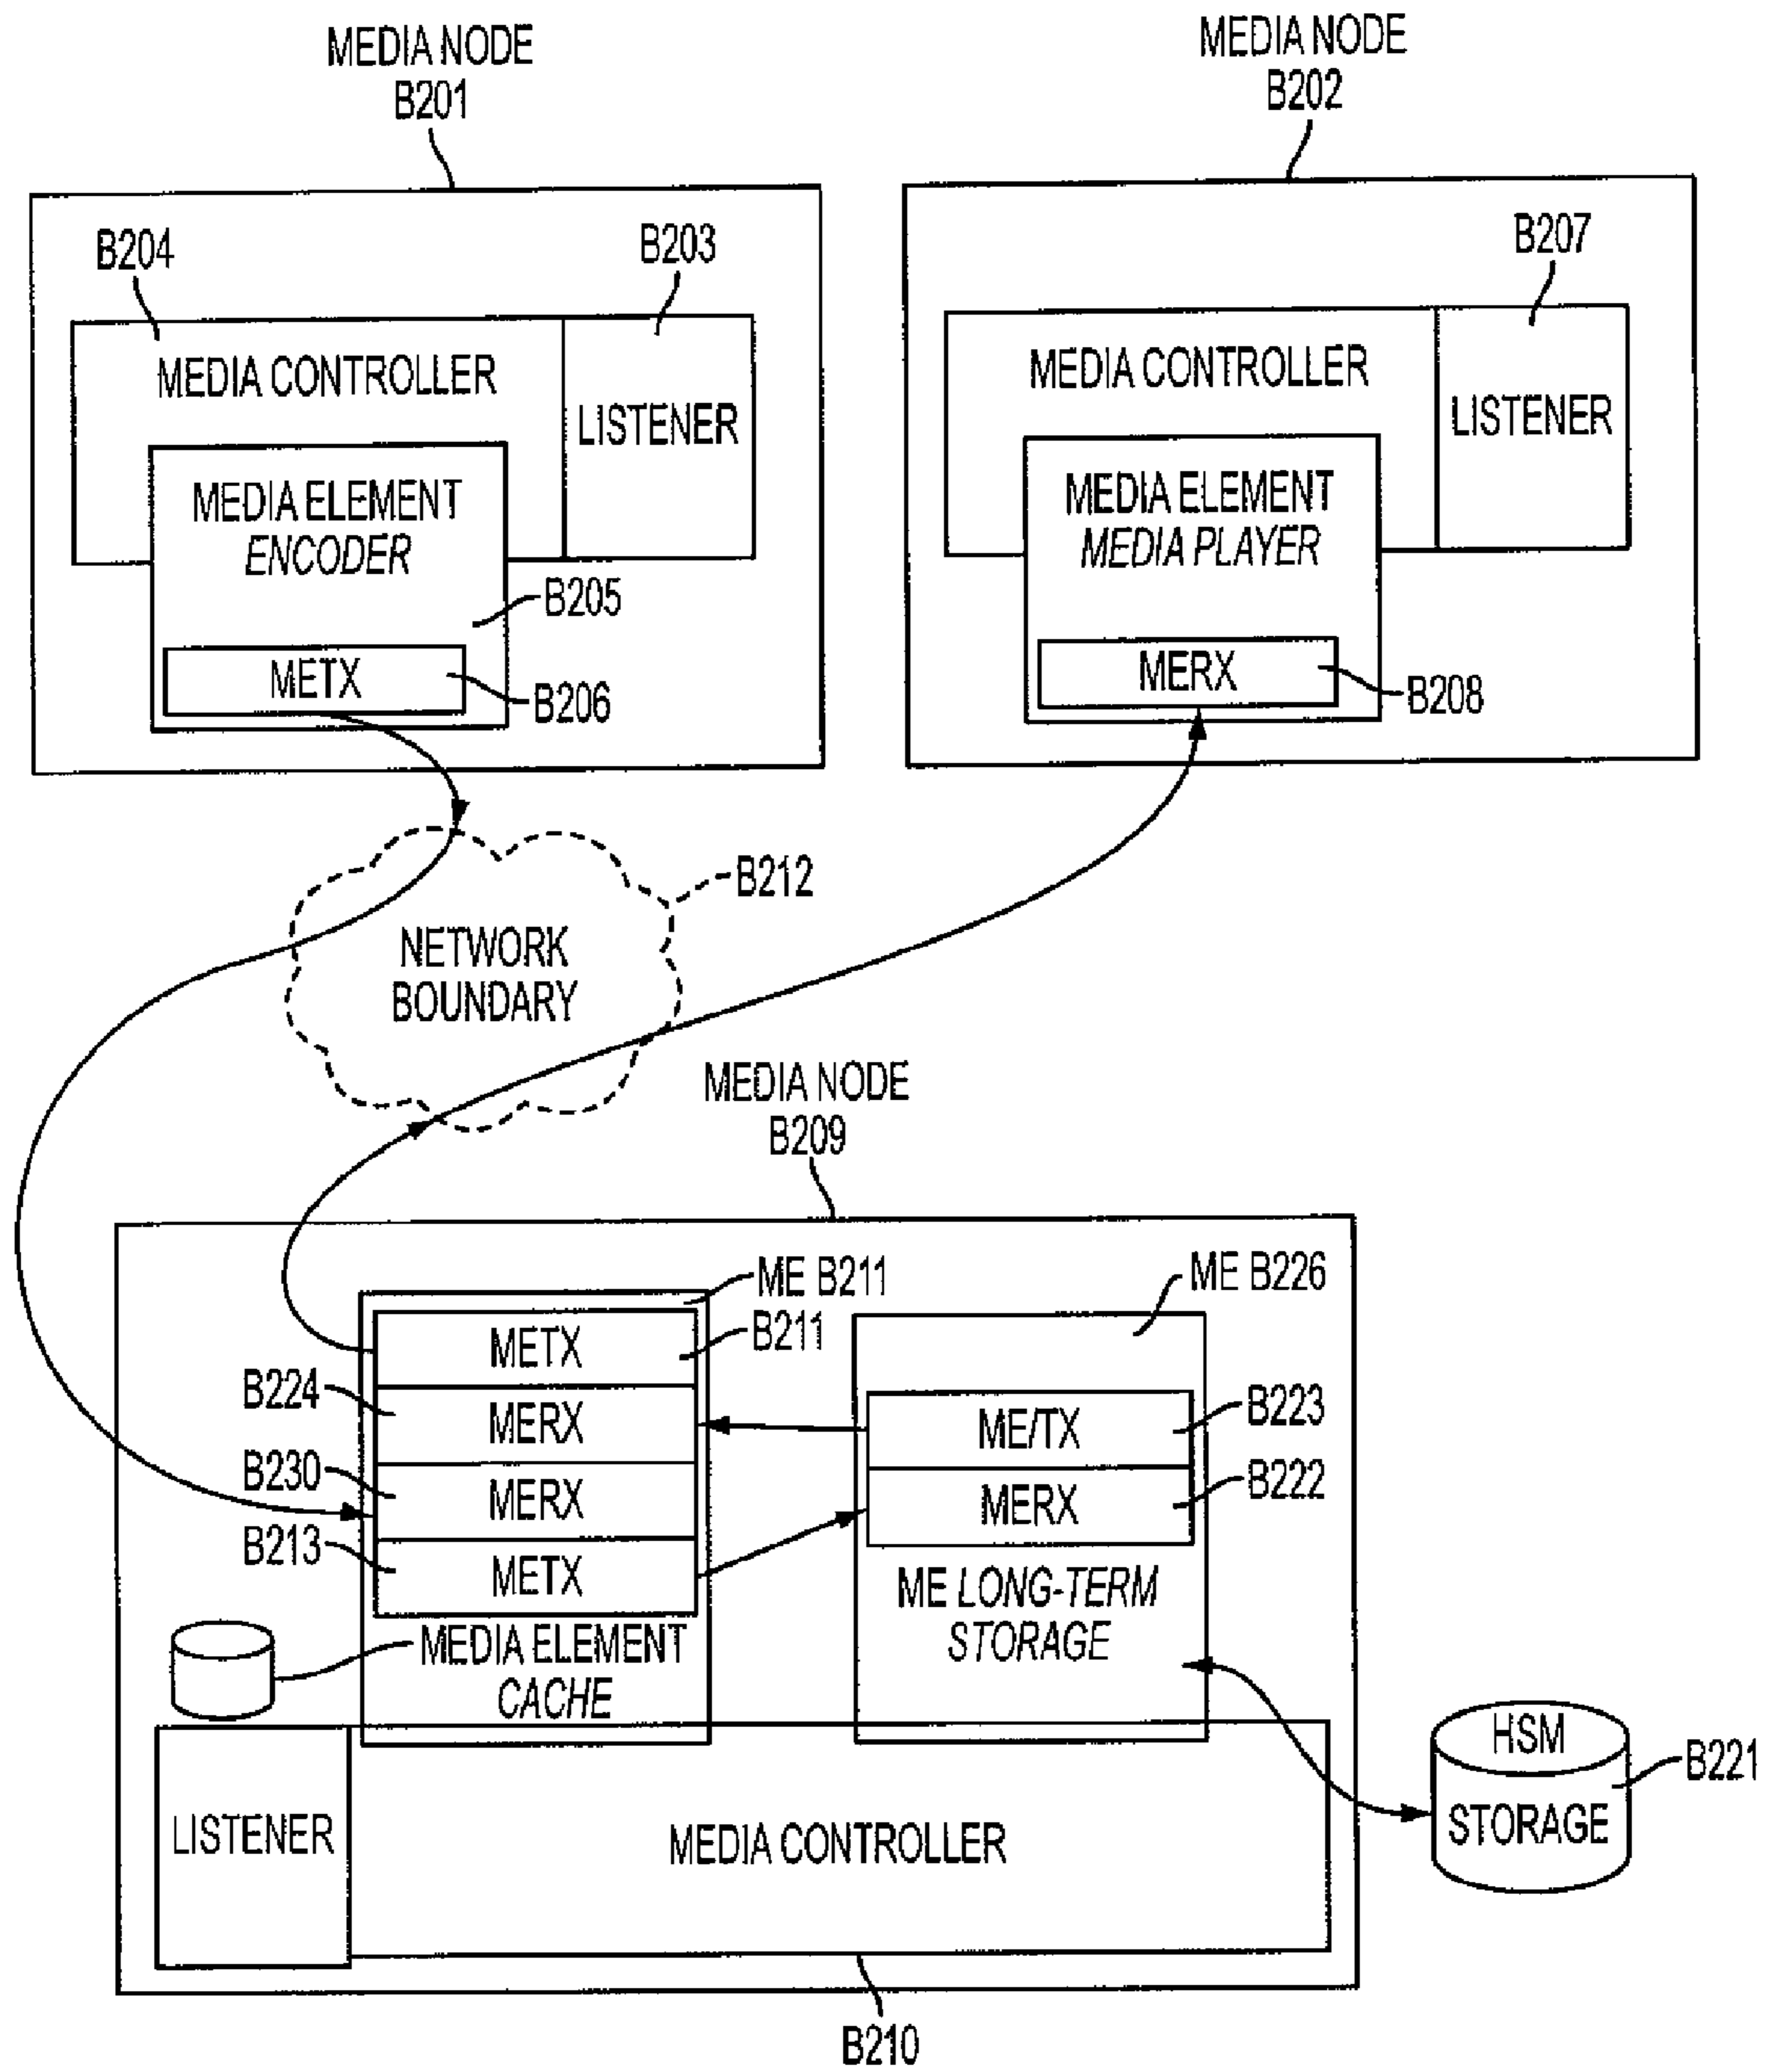 MEDIA NODE
B201
MEDIA NODE
B202
B204
B203
MEDIA CONTROLLER
LISTENER
MEDIA ELEMENT
ENCODER
B205
METX
B206
B207
MEDIA CONTROLLER
LISTENER
MEDIA ELEMENT
MEDIA PLAYER
MERX
B208
B212
NETWORK
BOUNDARY
MEDIA NODE
B209
ME B211
METX
B211
B224
MERX
B230
MERX
B213
METX
MEDIA ELEMENT
CACHE
ME B226
ME/TX
B223
MERX
B222
ME LONG-TERM
STORAGE
LISTENER
MEDIA CONTROLLER
B210
HSM
STORAGE
B221